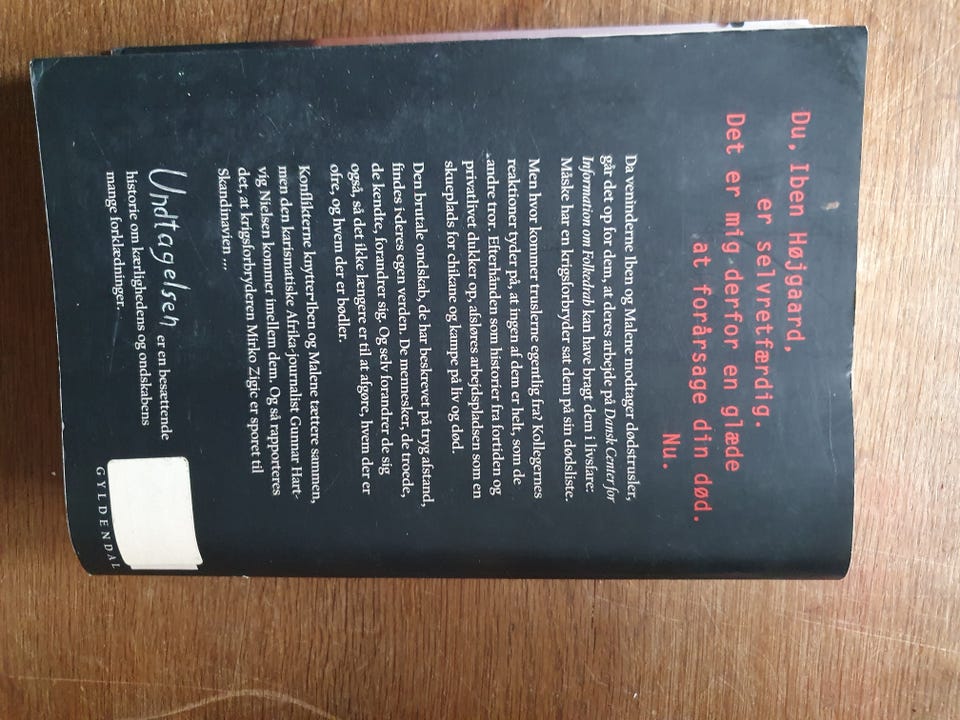 Du, Iben Højgaard,
er selvretfærdig.
Det er mig derfor en glæde
at forårsage din død.
Nu.
Da veninderne Iben og Malene modtager dødstrusler,
går det op for dem, at deres arbejde på Dansk Center for
Information om Folkedrab kan have bragt dem i livsfare:
Måske har en krigsforbryder sat dem på sin dødsliste.
Men hvor kommer truslerne egentlig fra? Kollegernes
reaktioner tyder på, at ingen af dem er helt, som de
andre tror. Efterhånden som historier fra fortiden og
privatlivet dukker op, afsløres arbejdspladsen som en
skueplads for chikane og kampe på liv og død.
Den brutale ondskab, de har beskrevet på tryg afstand,
findes i deres egen verden. De mennesker, de troede,
de kendte, forandrer sig. Og selv forandrer de sig
også, så det ikke længere er til at afgøre, hvem der er
ofre, og hvem der er bødler.
Konflikterne knytter Iben og Malene tættere sammen,
men den karismatiske Afrika-journalist Gunnar Hart-
vig Nielsen kommer imellem dem. Og så rapporteres
det, at krigsforbryderen Mirko Zigic er sporet til
Skandinavien ...
Undtagelsen er en besættende
historie om kærlighedens og ondskabens
mange forklædninger.
GYLDENDAL